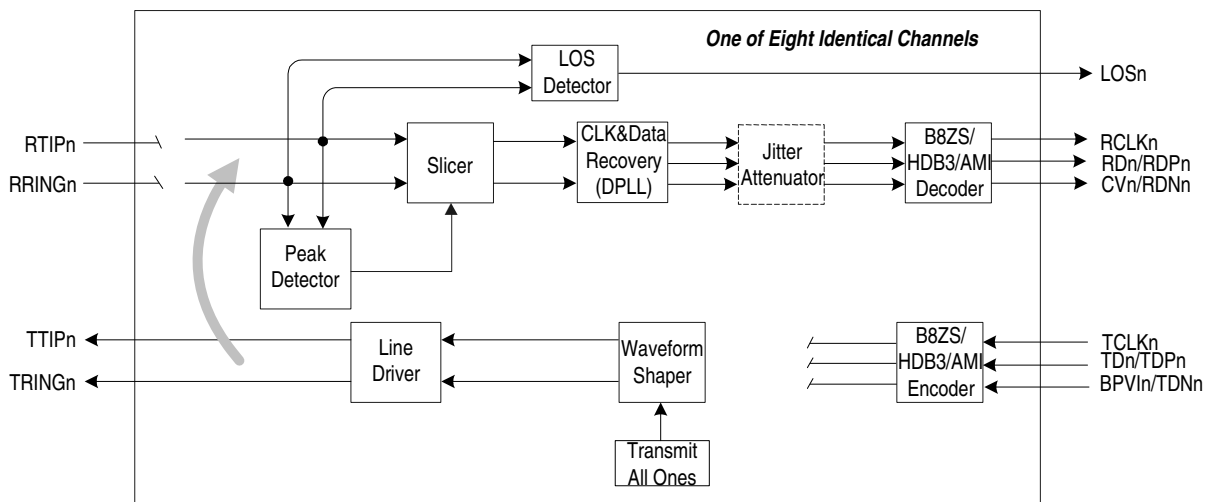 One of Eight Identical Channels
LOS
Detector
LOSn
RTIPn
RRINGn
Slicer
CLK&Data
Recovery
(DPLL)
Jitter
Attenuator
B8ZS/
HDB3/AMI
Decoder
RCLKn
RDn/RDPn
CVn/RDNn
Peak
Detector
TTIPn
TRINGn
Line
Driver
Waveform
Shaper
B8ZS/
HDB3/AMI
Encoder
TCLKn
TDn/TDPn
BPVIn/TDNn
Transmit
All Ones